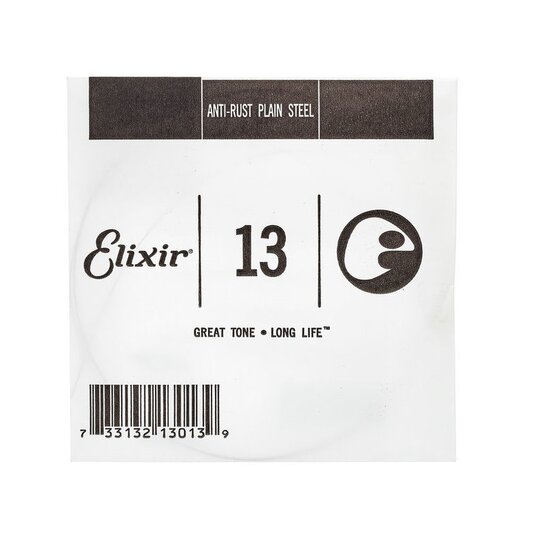 ANTI-RUST PLAIN STEEL
Elixir® 13
GREAT TONE • LONG LIFE™
7 33132 13013 9